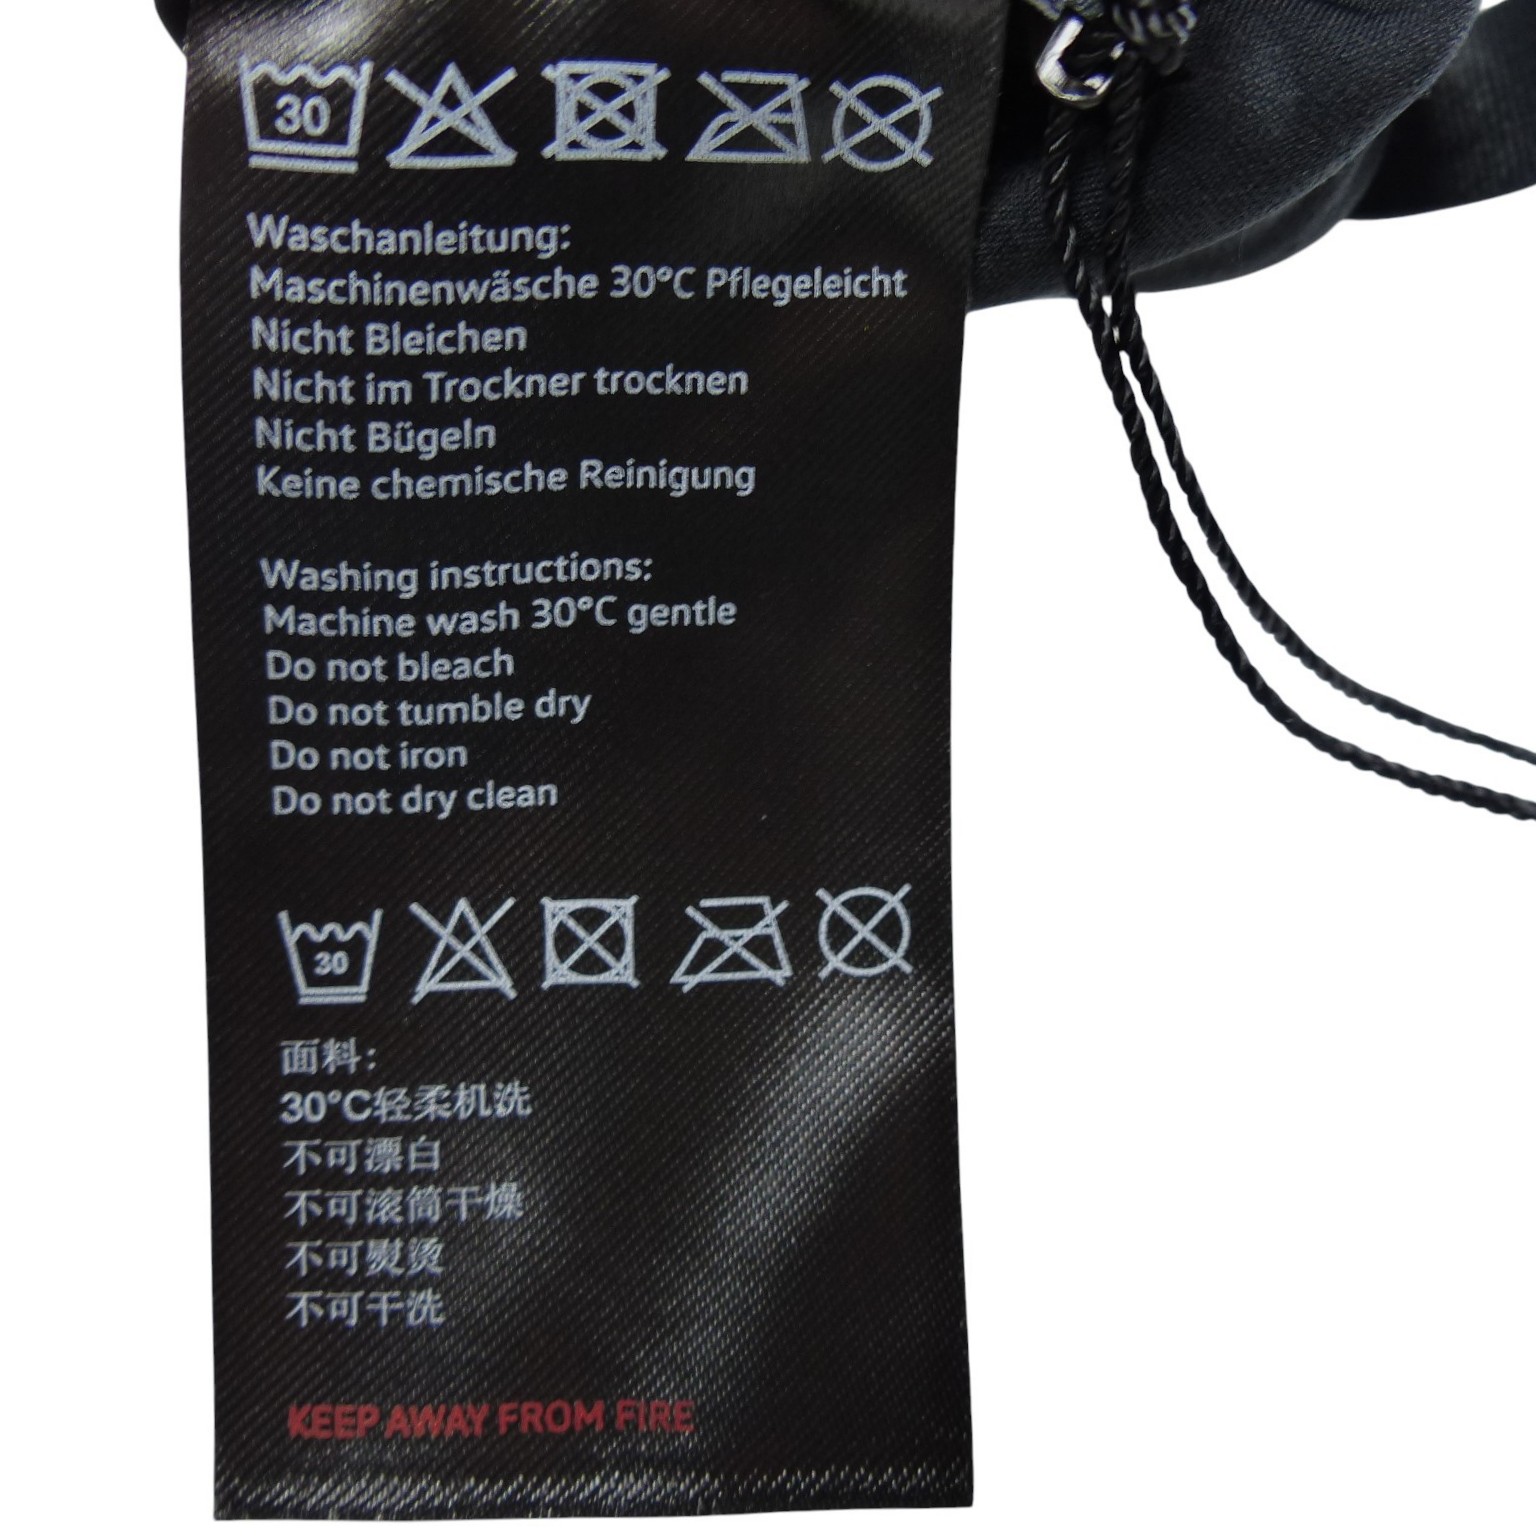 30
Waschanleitung:
Maschinenwäsche 30°C Pflegeleicht
Nicht Bleichen
Nicht im Trockner trocknen
Nicht Bügeln
Keine chemische Reinigung
Washing instructions:
Machine wash 30°C gentle
Do not bleach
Do not tumble dry
Do not iron
Do not dry clean
30
面料:
30°C轻柔机洗
不可漂白
不可滚筒干燥
不可熨烫
不可干洗
KEEP AWAY FROM FIRE